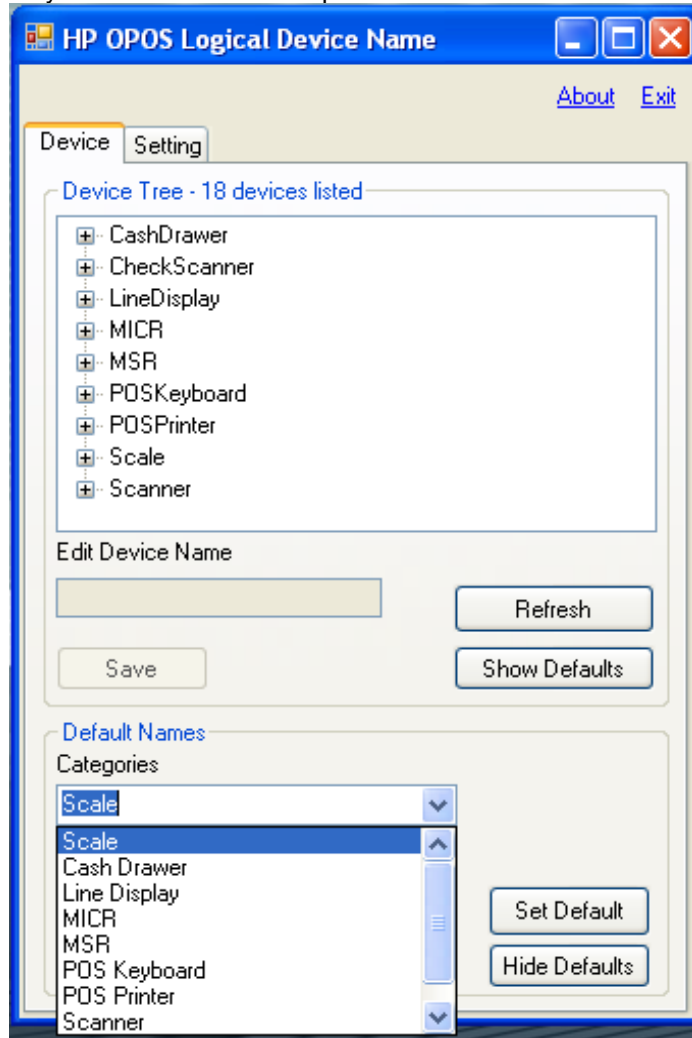 HP OPOS Logical Device Name
About Exit
Device Setting
Device Tree - 18 devices listed
CashDrawer
CheckScanner
LineDisplay
MICR
MSR
POSKeyboard
POSPrinter
Scale
Scanner
Edit Device Name
Refresh
Save Show Defaults
Default Names
Categories
Scale
Scale
Cash Drawer
Line Display
MICR
MSR
POS Keyboard
POS Printer
Scanner
Set Default
Hide Defaults